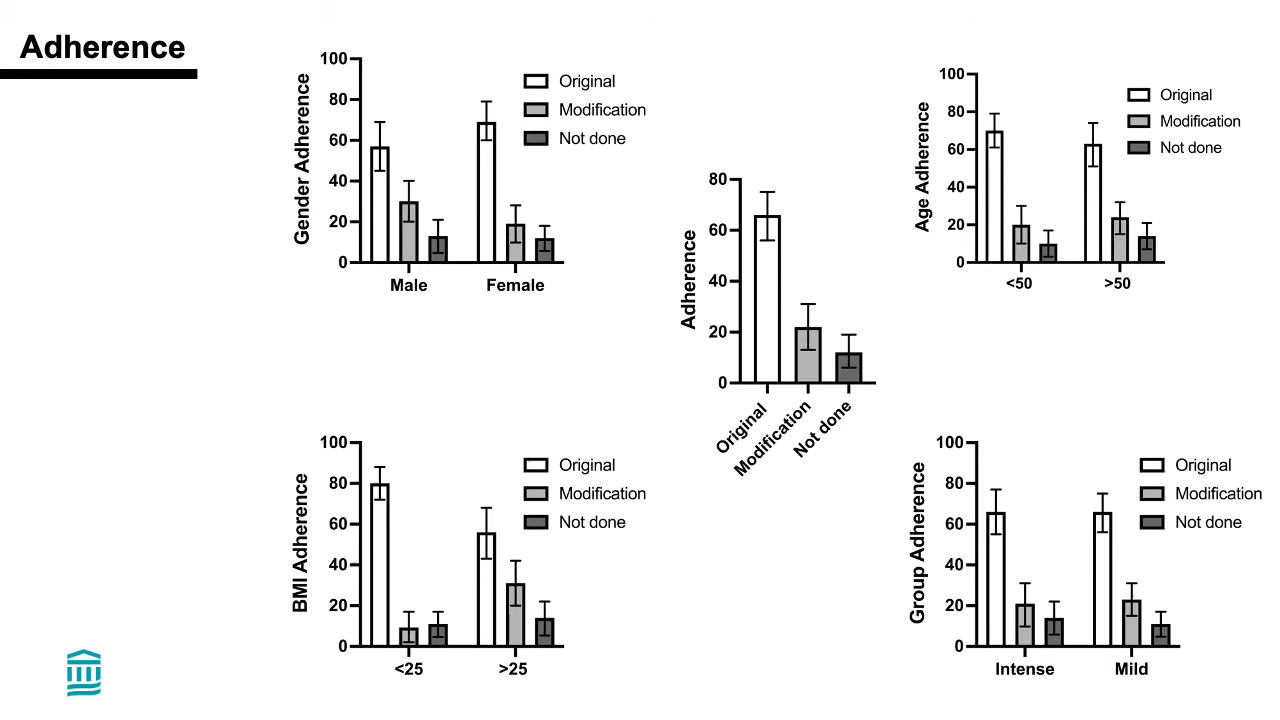 Adherence
Gender Adherence
100
80
60
40
20
0
Male Female
Original
Modification
Not done
Adherence
80
60
40
20
0
Original
Modification
Not done
Age Adherence
100
80
60
40
20
0
<50 >50
Original
Modification
Not done
BMI Adherence
100
80
60
40
20
0
<25 >25
Original
Modification
Not done
Group Adherence
100
80
60
40
20
0
Intense Mild
Original
Modification
Not done